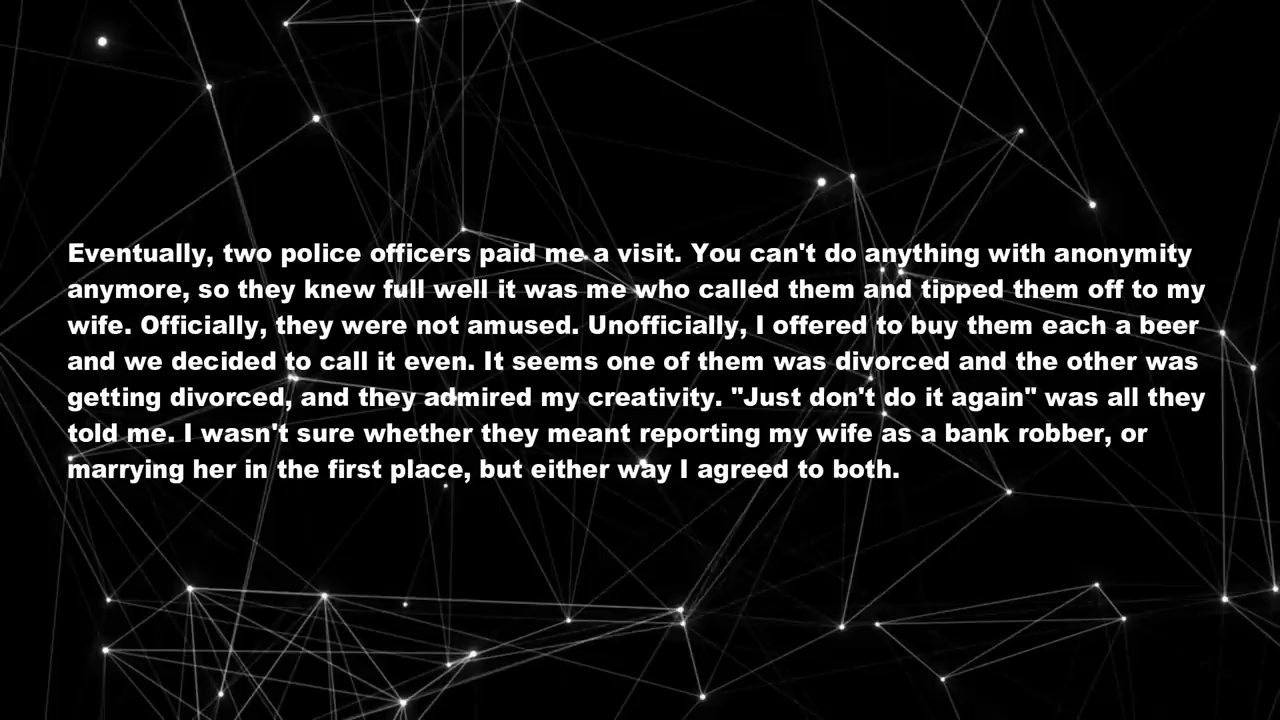 Eventually, two police officers paid me a visit. You can't do anything with anonymity
anymore, so they knew full well it was me who called them and tipped them off to my
wife. Officially, they were not amused. Unofficially, I offered to buy them each a beer
and we decided to call it even. It seems one of them was divorced and the other was
getting divorced, and they admired my creativity. "Just don't do it again" was all they
told me. I wasn't sure whether they meant reporting my wife as a bank robber, or
marrying her in the first place, but either way I agreed to both.